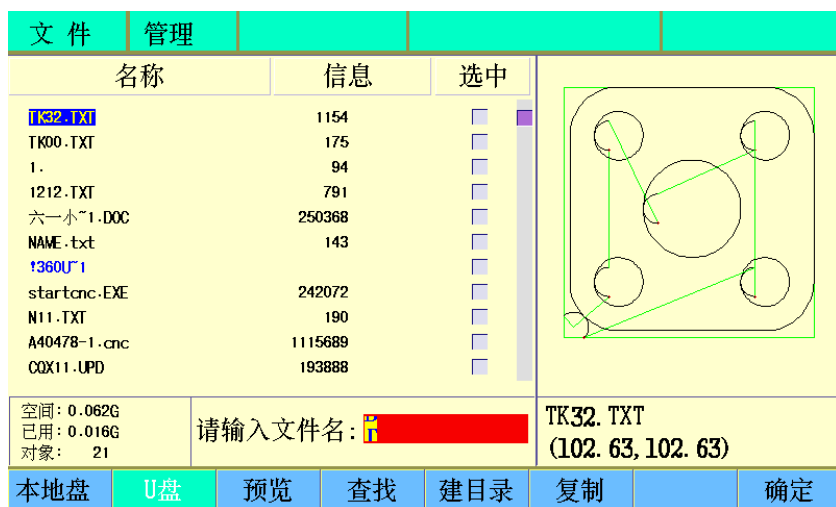 文件 管理
名称 信息 选中
TK32.TXT 1154
TK00.TXT 175
1. 94
1212.TXT 791
六一小~1.DOC 250368
NAME.txt 143
!360U~1
startcnc.EXE 242072
N11.TXT 190
A40478-1.cnc 1115689
CQX11.UPD 193888
空间:0.062G
已用:0.016G
对象: 21
请输入文件名:
TK32.TXT
(102.63,102.63)
本地盘 U盘 预览 查找 建目录 复制 确定